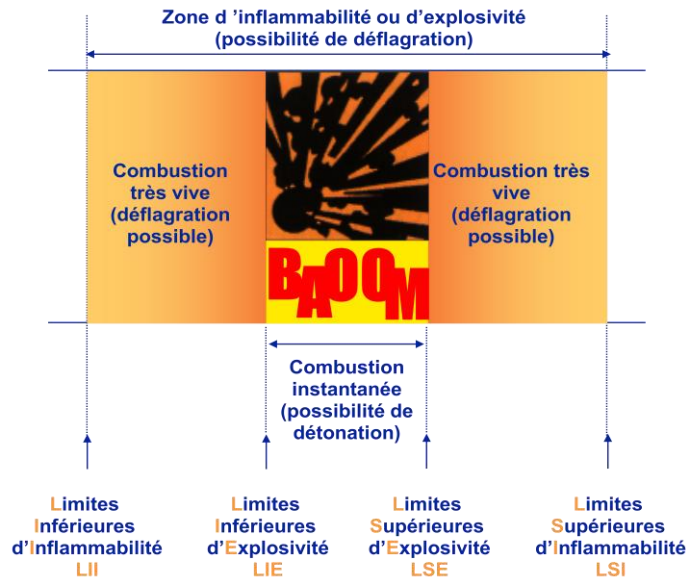 Zone d ’inflammabilité ou d’explosivité
(possibilité de déflagration)
Combustion
très vive
(déflagration
possible)
Combustion très
vive
(déflagration
possible)
BAOOM
Combustion
instantanée
(possibilité de
détonation)
Limites
Inférieures
d’Inflammabilité
LII
Limites
Inférieures
d’Explosivité
LIE
Limites
Supérieures
d’Explosivité
LSE
Limites
Supérieures
d’Inflammabilité
LSI